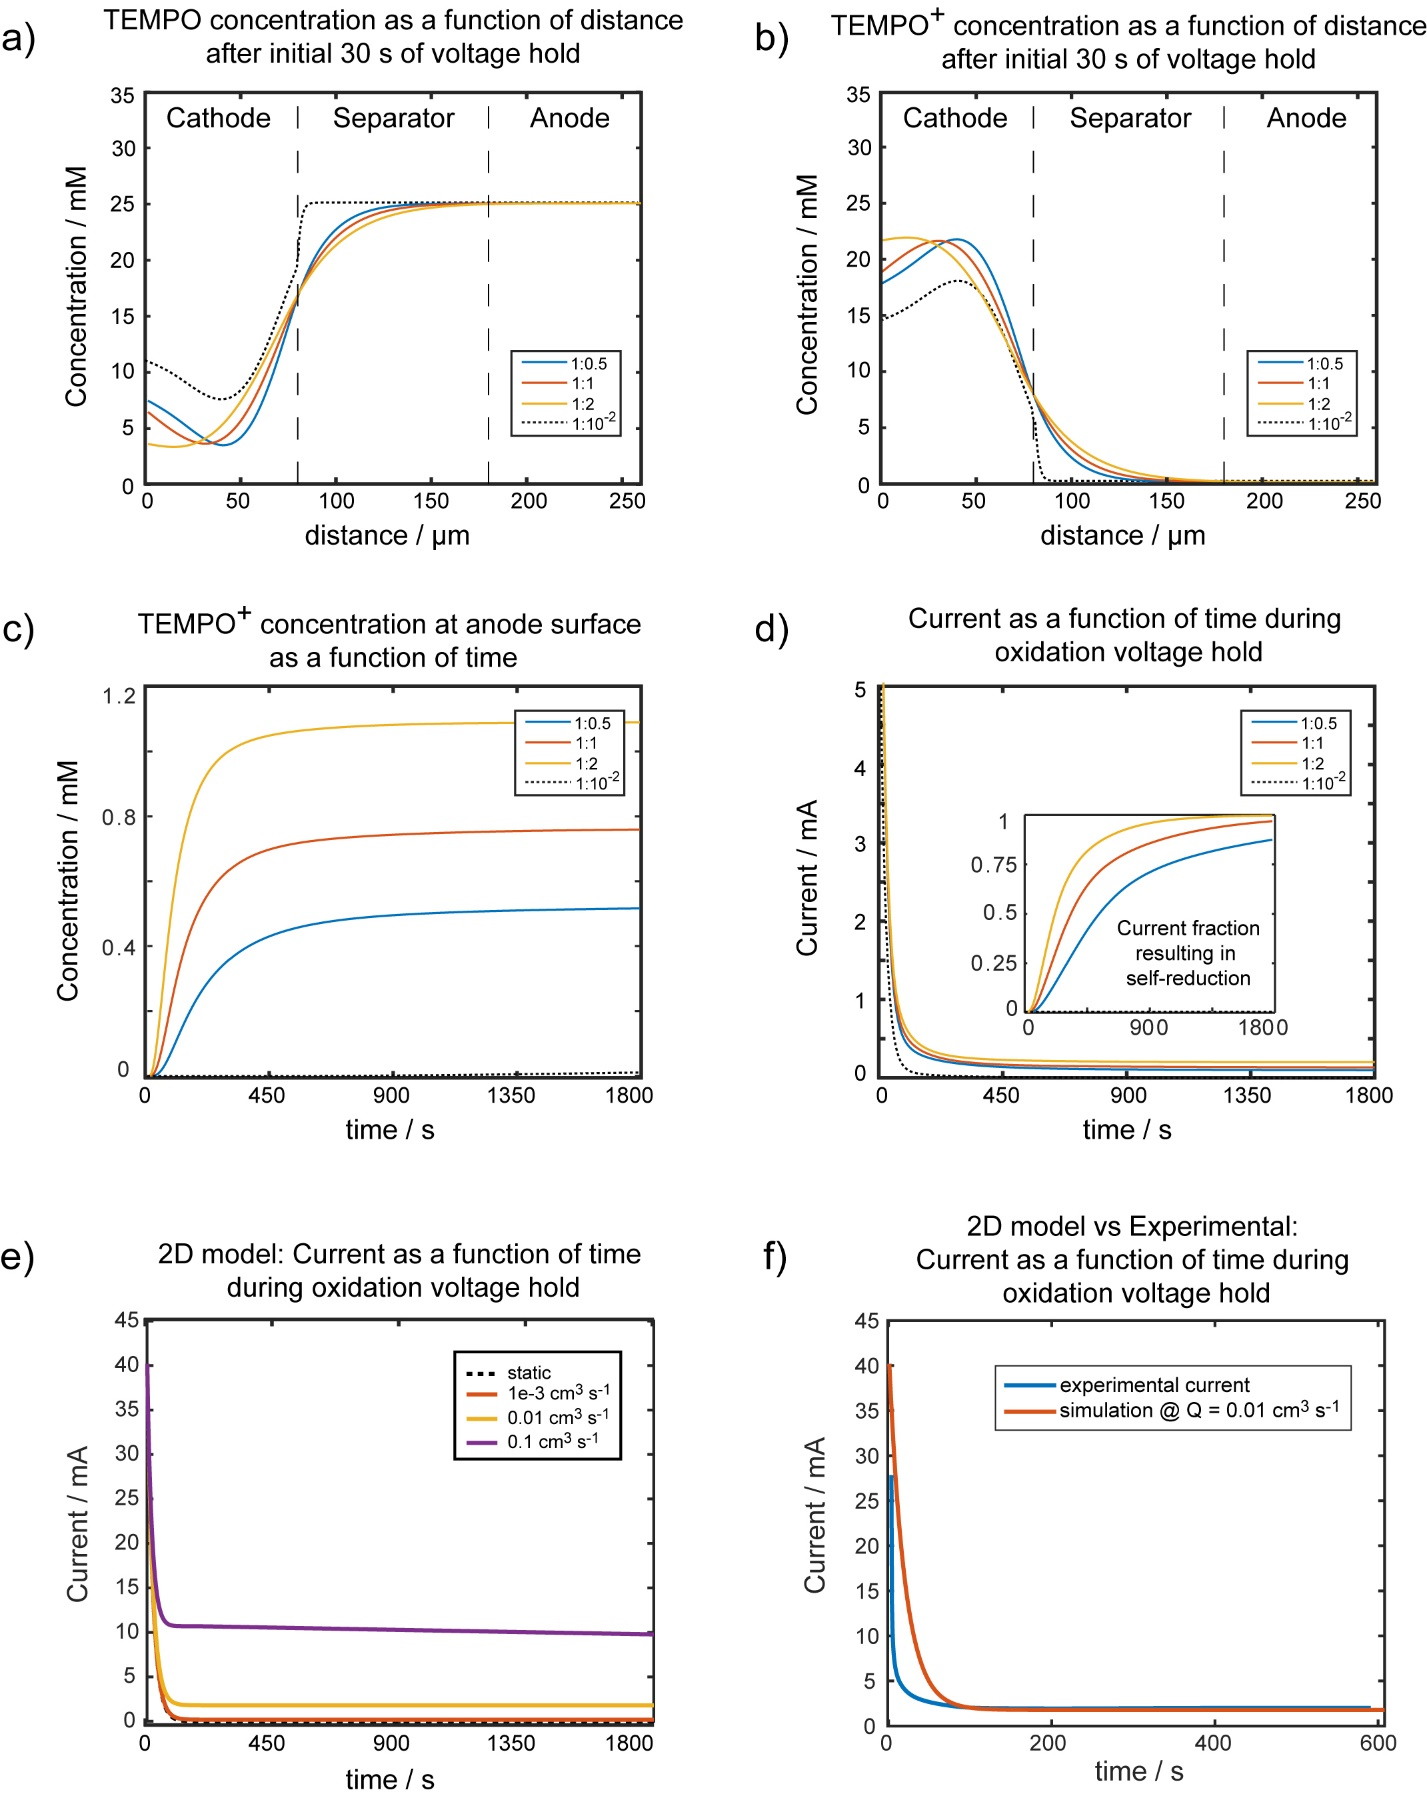 a)
TEMPO concentration as a function of distance
after initial 30 s of voltage hold
35
30
25
20
15
10
5
0
Concentration / mM
Cathode
Separator
Anode
1:0.5
1:1
1:2
1:10⁻²
0
50
100
150
200
250
distance / µm
b)
TEMPO⁺ concentration as a function of distance
after initial 30 s of voltage hold
35
30
25
20
15
10
5
0
Concentration / mM
Cathode
Separator
Anode
1:0.5
1:1
1:2
1:10⁻²
0
50
100
150
200
250
distance / µm
c)
TEMPO⁺ concentration at anode surface
as a function of time
1.2
0.8
0.4
0
Concentration / mM
1:0.5
1:1
1:2
1:10⁻²
0
450
900
1350
1800
time / s
d)
Current as a function of time during
oxidation voltage hold
5
4
3
2
1
0
Current / mA
1:0.5
1:1
1:2
1:10⁻²
1
0.75
0.5
0.25
0
Current fraction
resulting in
self-reduction
0
900
1800
0
450
900
1350
1800
time / s
e)
2D model: Current as a function of time
during oxidation voltage hold
45
40
35
30
25
20
15
10
5
0
Current / mA
static
1e-3 cm³ s⁻¹
0.01 cm³ s⁻¹
0.1 cm³ s⁻¹
0
450
900
1350
1800
time / s
f)
2D model vs Experimental:
Current as a function of time during
oxidation voltage hold
45
40
35
30
25
20
15
10
5
0
Current / mA
experimental current
simulation @ Q = 0.01 cm³ s⁻¹
0
200
400
600
time / s